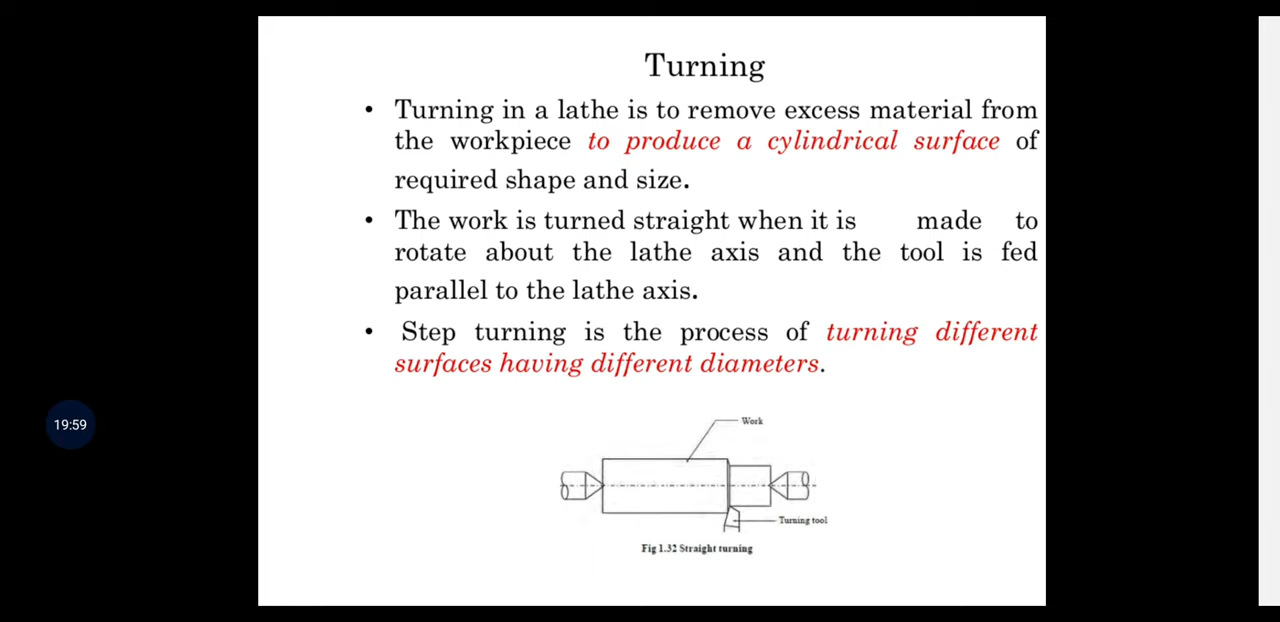 Turning
• Turning in a lathe is to remove excess material from
the workpiece to produce a cylindrical surface of
required shape and size.
• The work is turned straight when it is made to
rotate about the lathe axis and the tool is fed
parallel to the lathe axis.
• Step turning is the process of turning different
surfaces having different diameters.
19:59
Work
Turning tool
Fig 1.32 Straight turning